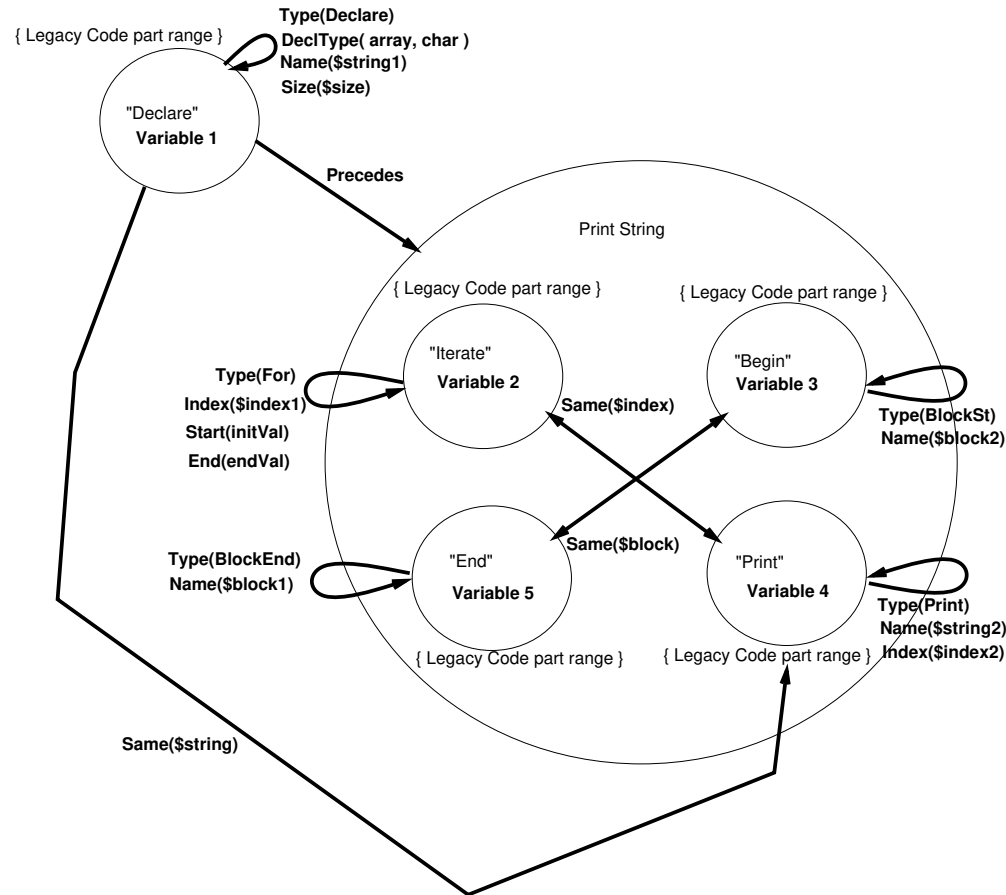 Type(Declare)
{ Legacy Code part range }
DeclType( array, char )
Name($string1)
Size($size)
"Declare"
Variable 1
Precedes
Print String
{ Legacy Code part range }
{ Legacy Code part range }
"Iterate"
Variable 2
"Begin"
Variable 3
Type(For)
Index($index1)
Start(initVal)
End(endVal)
Same($index)
Type(BlockSt)
Name($block2)
Same($block)
Type(BlockEnd)
Name($block1)
"End"
Variable 5
"Print"
Variable 4
Type(Print)
Name($string2)
Index($index2)
{ Legacy Code part range }
{ Legacy Code part range }
Same($string)